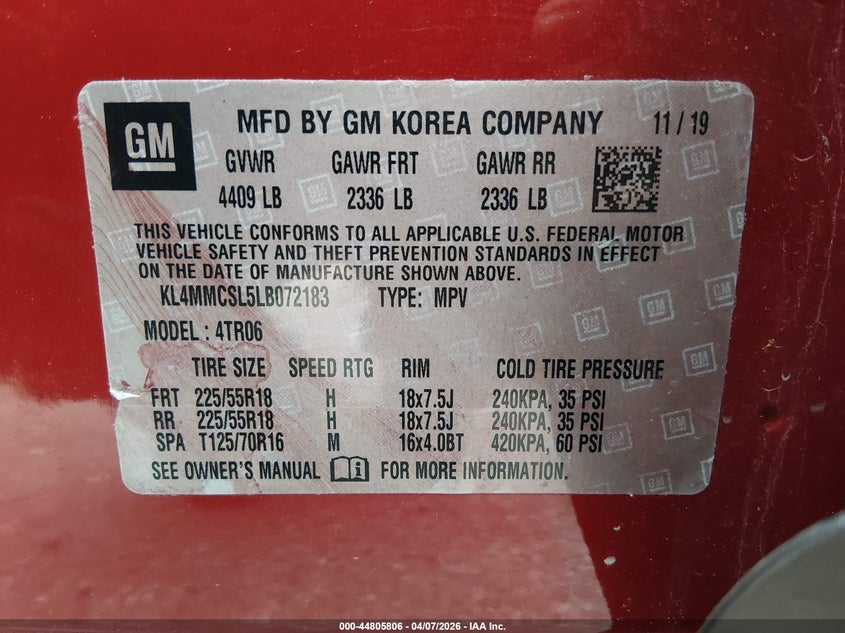 GM MFD BY GM KOREA COMPANY 11/19
GVWR GAWR FRT GAWR RR
4409 LB 2336 LB 2336 LB
THIS VEHICLE CONFORMS TO ALL APPLICABLE U.S. FEDERAL MOTOR
VEHICLE SAFETY AND THEFT PREVENTION STANDARDS IN EFFECT
ON THE DATE OF MANUFACTURE SHOWN ABOVE.
KL4MMCSL5LB072183 TYPE: MPV
MODEL : 4TR06
TIRE SIZE SPEED RTG RIM COLD TIRE PRESSURE
FRT 225/55R18 H 18x7.5J 240KPA, 35 PSI
RR 225/55R18 H 18x7.5J 240KPA, 35 PSI
SPA T125/70R16 M 16x4.0BT 420KPA, 60 PSI
SEE OWNER'S MANUAL FOR MORE INFORMATION.
000-44805806 - 04/07/2026 - IAA Inc.